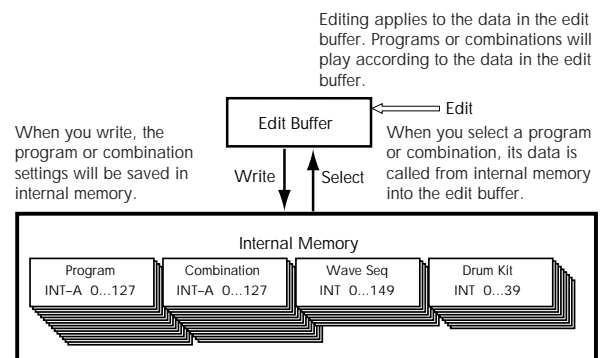 Editing applies to the data in the edit
buffer. Programs or combinations will
play according to the data in the edit
buffer.
Edit Buffer
Edit
When you write, the
program or combination
settings will be saved in
internal memory.
Write
Select
When you select a program
or combination, its data is
called from internal memory
into the edit buffer.
Internal Memory
Program
INT–A 0...127
Combination
INT–A 0...127
Wave Seq
INT 0...149
Drum Kit
INT 0...39